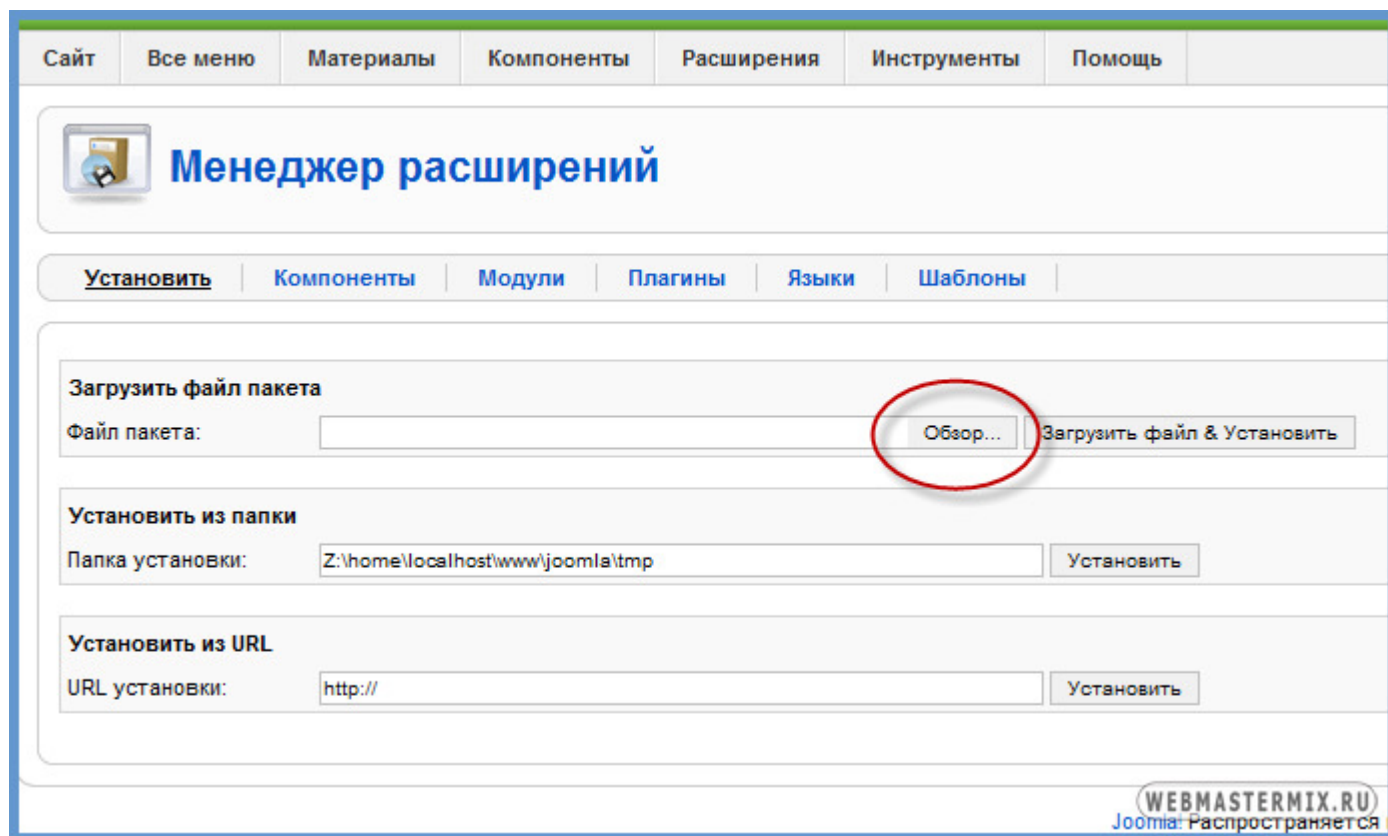 Сайт Все меню Материалы Компоненты Расширения Инструменты Помощь
Менеджер расширений
Установить Компоненты Модули Плагины Языки Шаблоны
Загрузить файл пакета
Файл пакета: Обзор... Загрузить файл & Установить
Установить из папки
Папка установки: Z:\home\localhost\www\joomla\tmp Установить
Установить из URL
URL установки: http:// Установить
WEBMASTERMIX.RU
Joomla! Распространяется